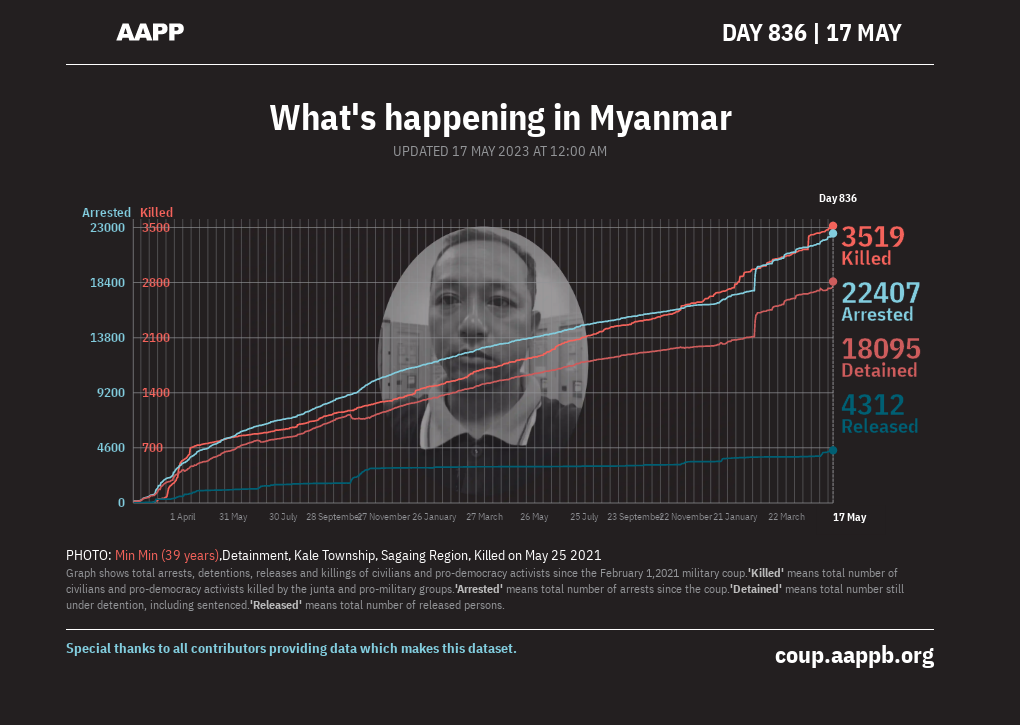 AAPP
DAY 836 | 17 MAY
What's happening in Myanmar
UPDATED 17 MAY 2023 AT 12:00 AM
Day 836
Arrested Killed
23000 3500
18400 2800
13800 2100
9200 1400
4600 700
0
3519
Killed
22407
Arrested
18095
Detained
4312
Released
1 April 31 May 30 July 28 September 27 November 26 January 27 March 26 May 25 July 23 September 22 November 21 January 22 March 17 May
PHOTO: Min Min (39 years),Detainment, Kale Township, Sagaing Region, Killed on May 25 2021
Graph shows total arrests, detentions, releases and killings of civilians and pro-democracy activists since the February 1,2021 military coup.'Killed' means total number of
civilians and pro-democracy activists killed by the junta and pro-military groups.'Arrested' means total number of arrests since the coup.'Detained' means total number still
under detention, including sentenced.'Released' means total number of released persons.
Special thanks to all contributors providing data which makes this dataset.
coup.aappb.org